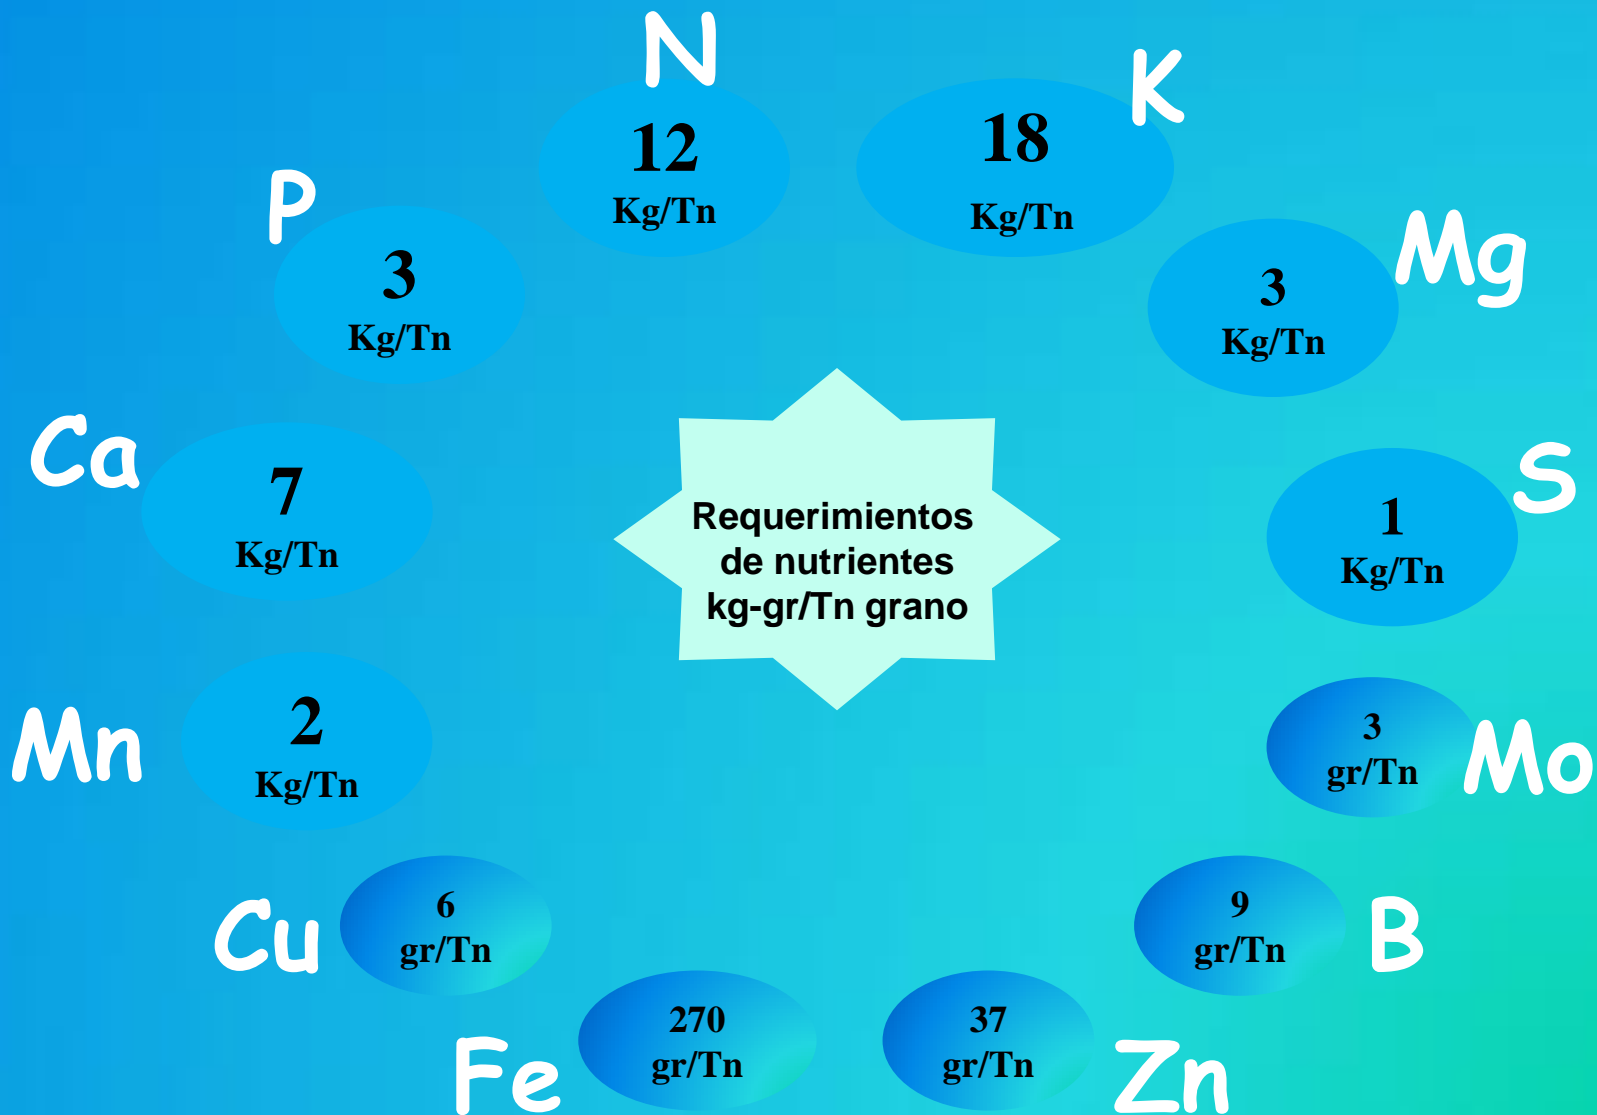 N
12
Kg/Tn
K
18
Kg/Tn
P
3
Kg/Tn
Mg
3
Kg/Tn
Ca
7
Kg/Tn
S
1
Kg/Tn
Requerimientos
de nutrientes
kg-gr/Tn grano
Mn
2
Kg/Tn
3
gr/Tn
Mo
Cu
6
gr/Tn
9
gr/Tn
B
Fe
270
gr/Tn
37
gr/Tn
Zn